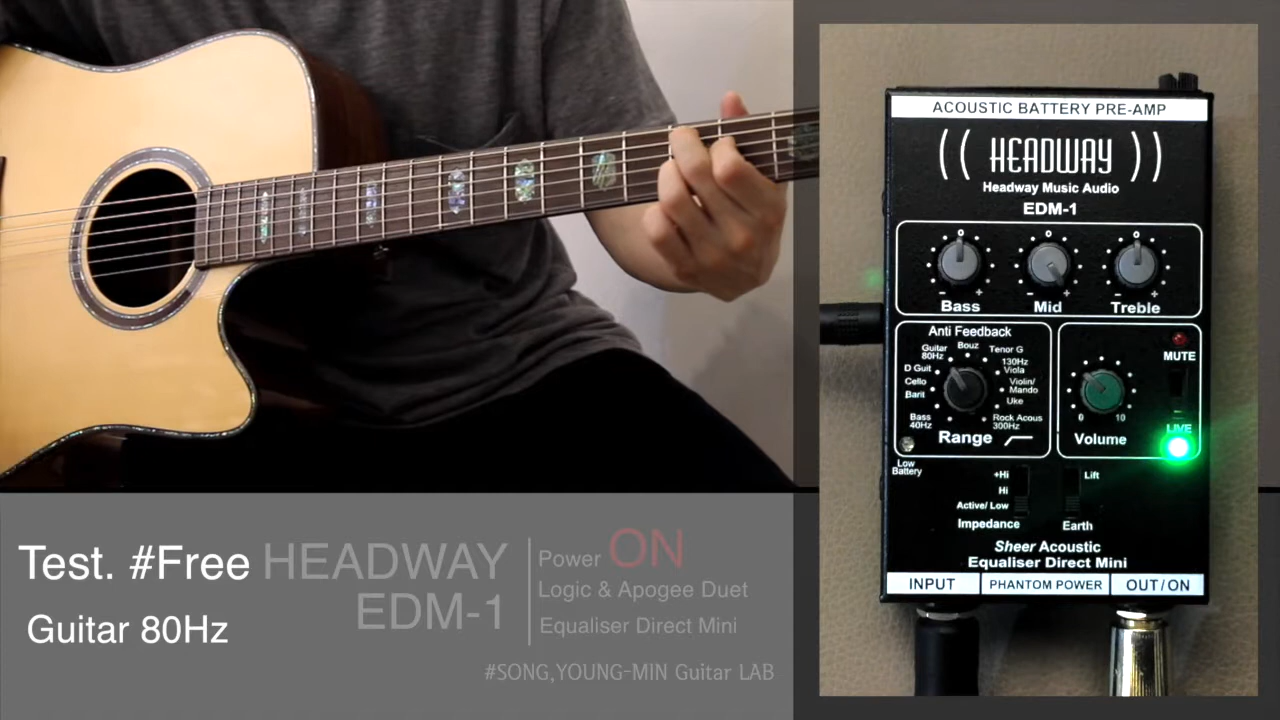 Test. #Free
Guitar 80Hz
HEADWAY
EDM-1
Power ON
Logic & Apogee Duet
Equaliser Direct Mini
#SONG,YOUNG-MIN Guitar LAB
ACOUSTIC BATTERY PRE-AMP
((HEADWAY))
Headway Music Audio
EDM-1
0 0 0
- + - + - +
Bass Mid Treble
Anti Feedback
Guitar 80Hz
Bouz
Tenor G
130Hz
Viola
D Guit
Cello
Barit
Violin/
Mando
Uke
Bass
40Hz
Rock Acous
300Hz
Range
MUTE
0 10
LIVE
Volume
Low
Battery
+Hi
Hi
Active/ Low
Impedance
Lift
Earth
Sheer Acoustic
Equaliser Direct Mini
INPUT PHANTOM POWER OUT/ON